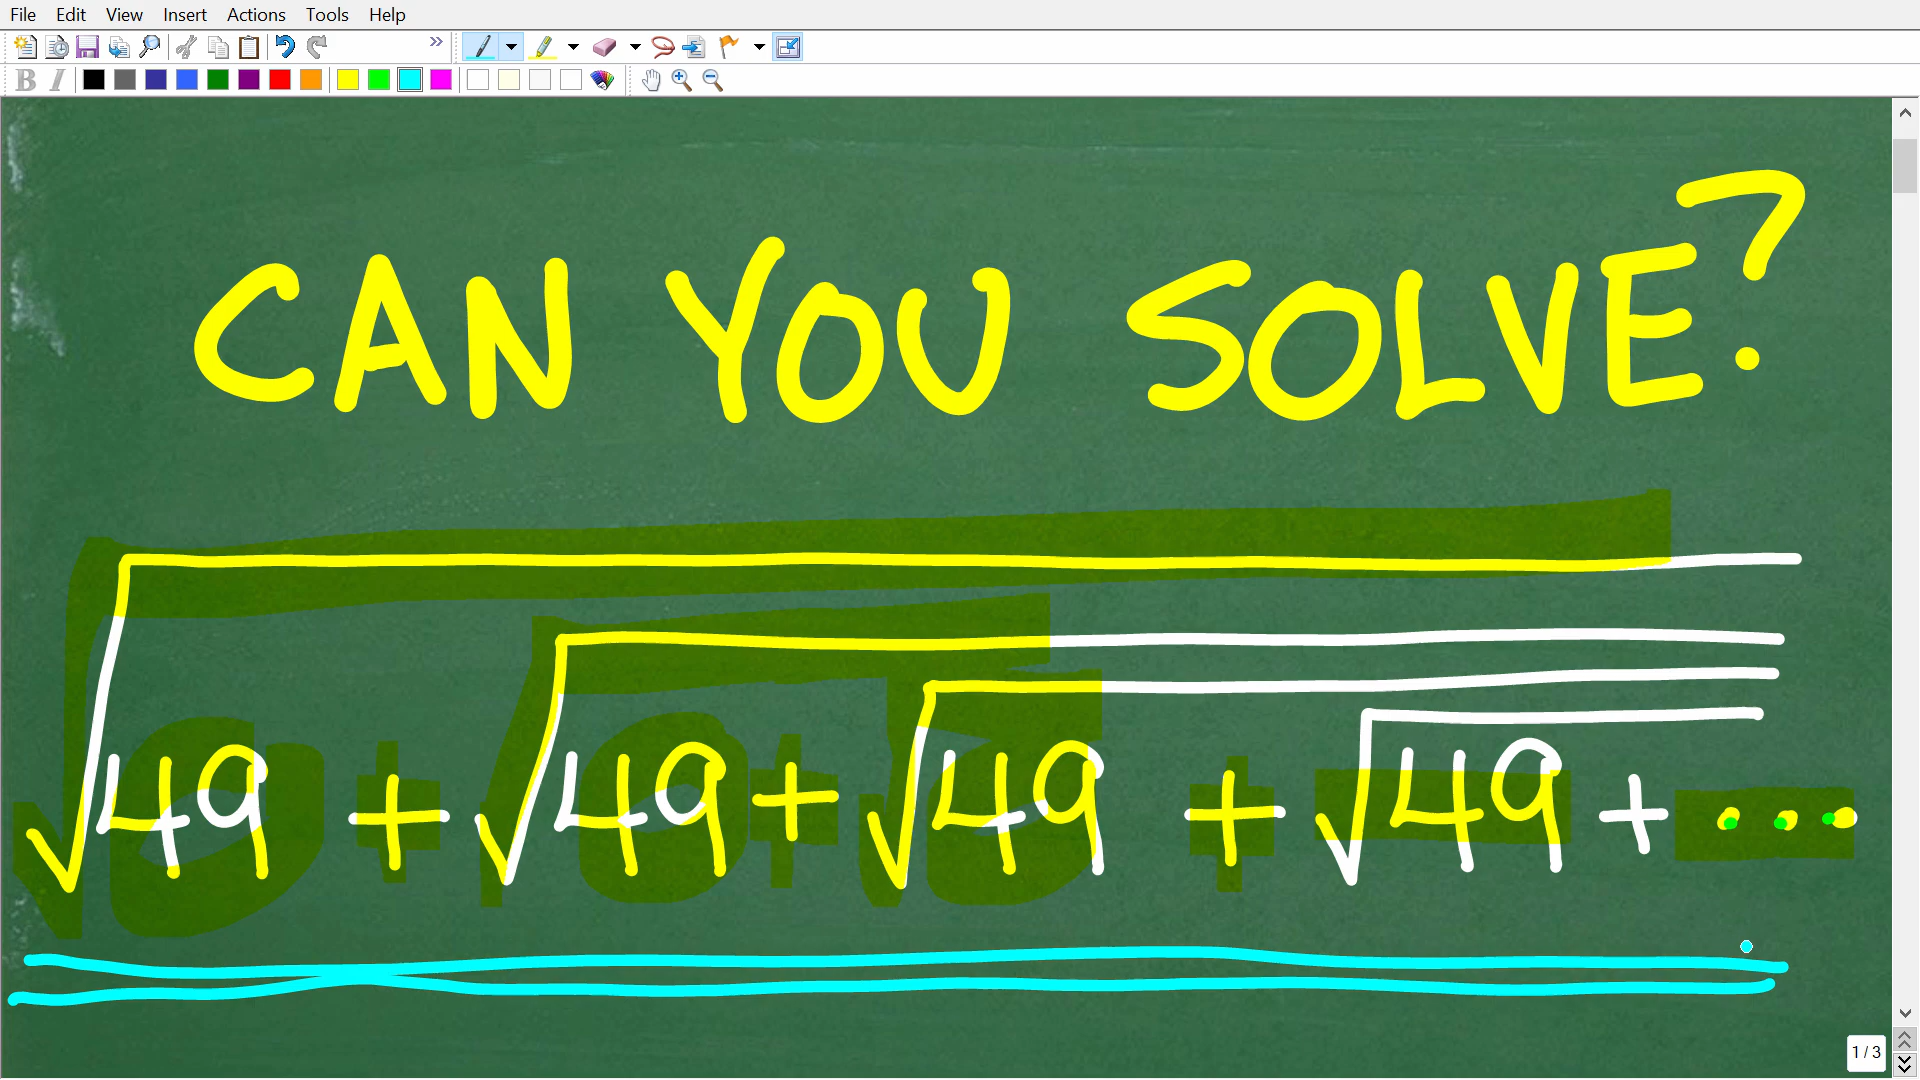 File Edit View Insert Actions Tools Help
B I
CAN YOU SOLVE?
√49 + √49 + √49 + √49 + ...
1 / 3